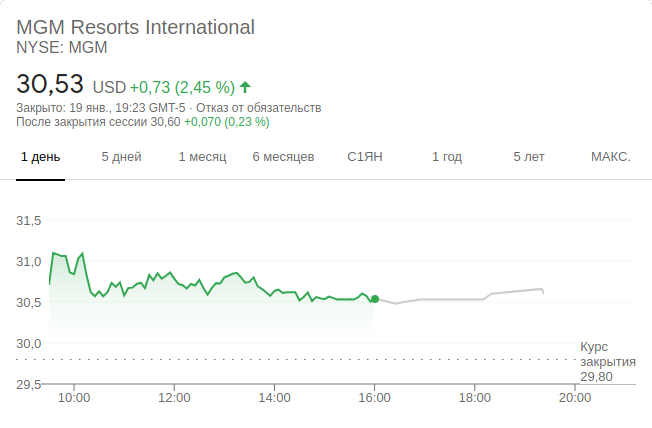 MGM Resorts International
NYSE: MGM
30,53 USD +0,73 (2,45 %)
Закрыто: 19 янв., 19:23 GMT-5 · Отказ от обязательств
После закрытия сессии 30,60 +0,070 (0,23 %)
1 день 5 дней 1 месяц 6 месяцев С1ЯН 1 год 5 лет МАКС.
31,5
31,0
30,5
30,0
Курс
закрытия
29,80
29,5
10:00 12:00 14:00 16:00 18:00 20:00